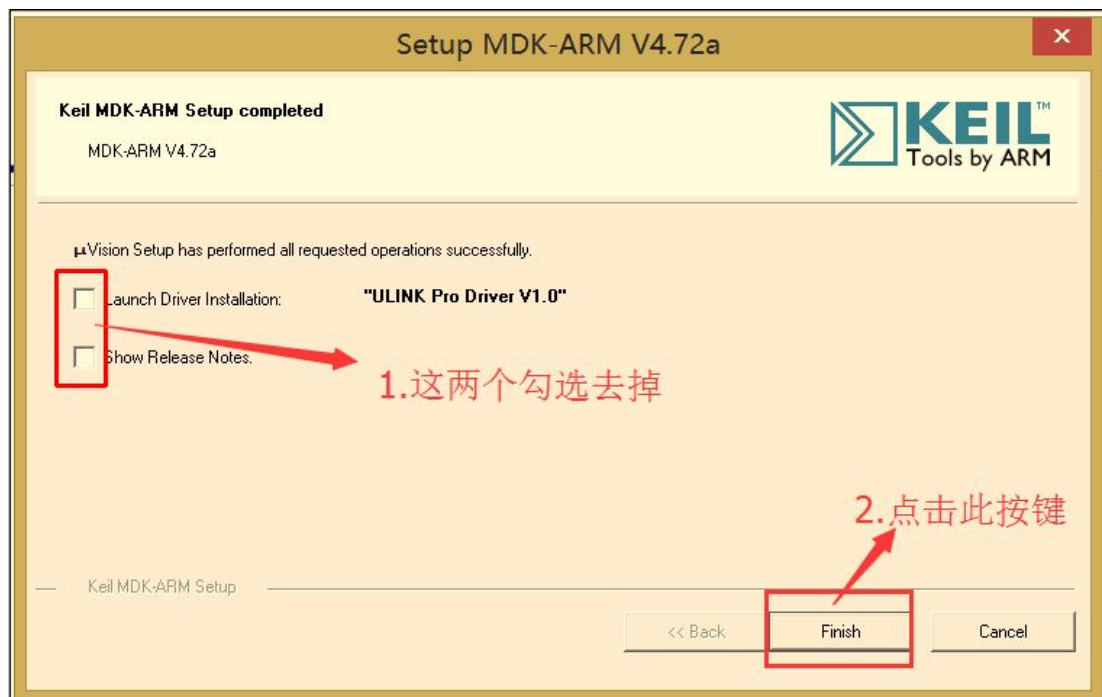 Setup MDK-ARM V4.72a
Keil MDK-ARM Setup completed
MDK-ARM V4.72a
KEIL™
Tools by ARM
µVision Setup has performed all requested operations successfully.
Launch Driver Installation: "ULINK Pro Driver V1.0"
Show Release Notes.
1.这两个勾选去掉
2.点击此按键
Keil MDK-ARM Setup
<< Back Finish Cancel